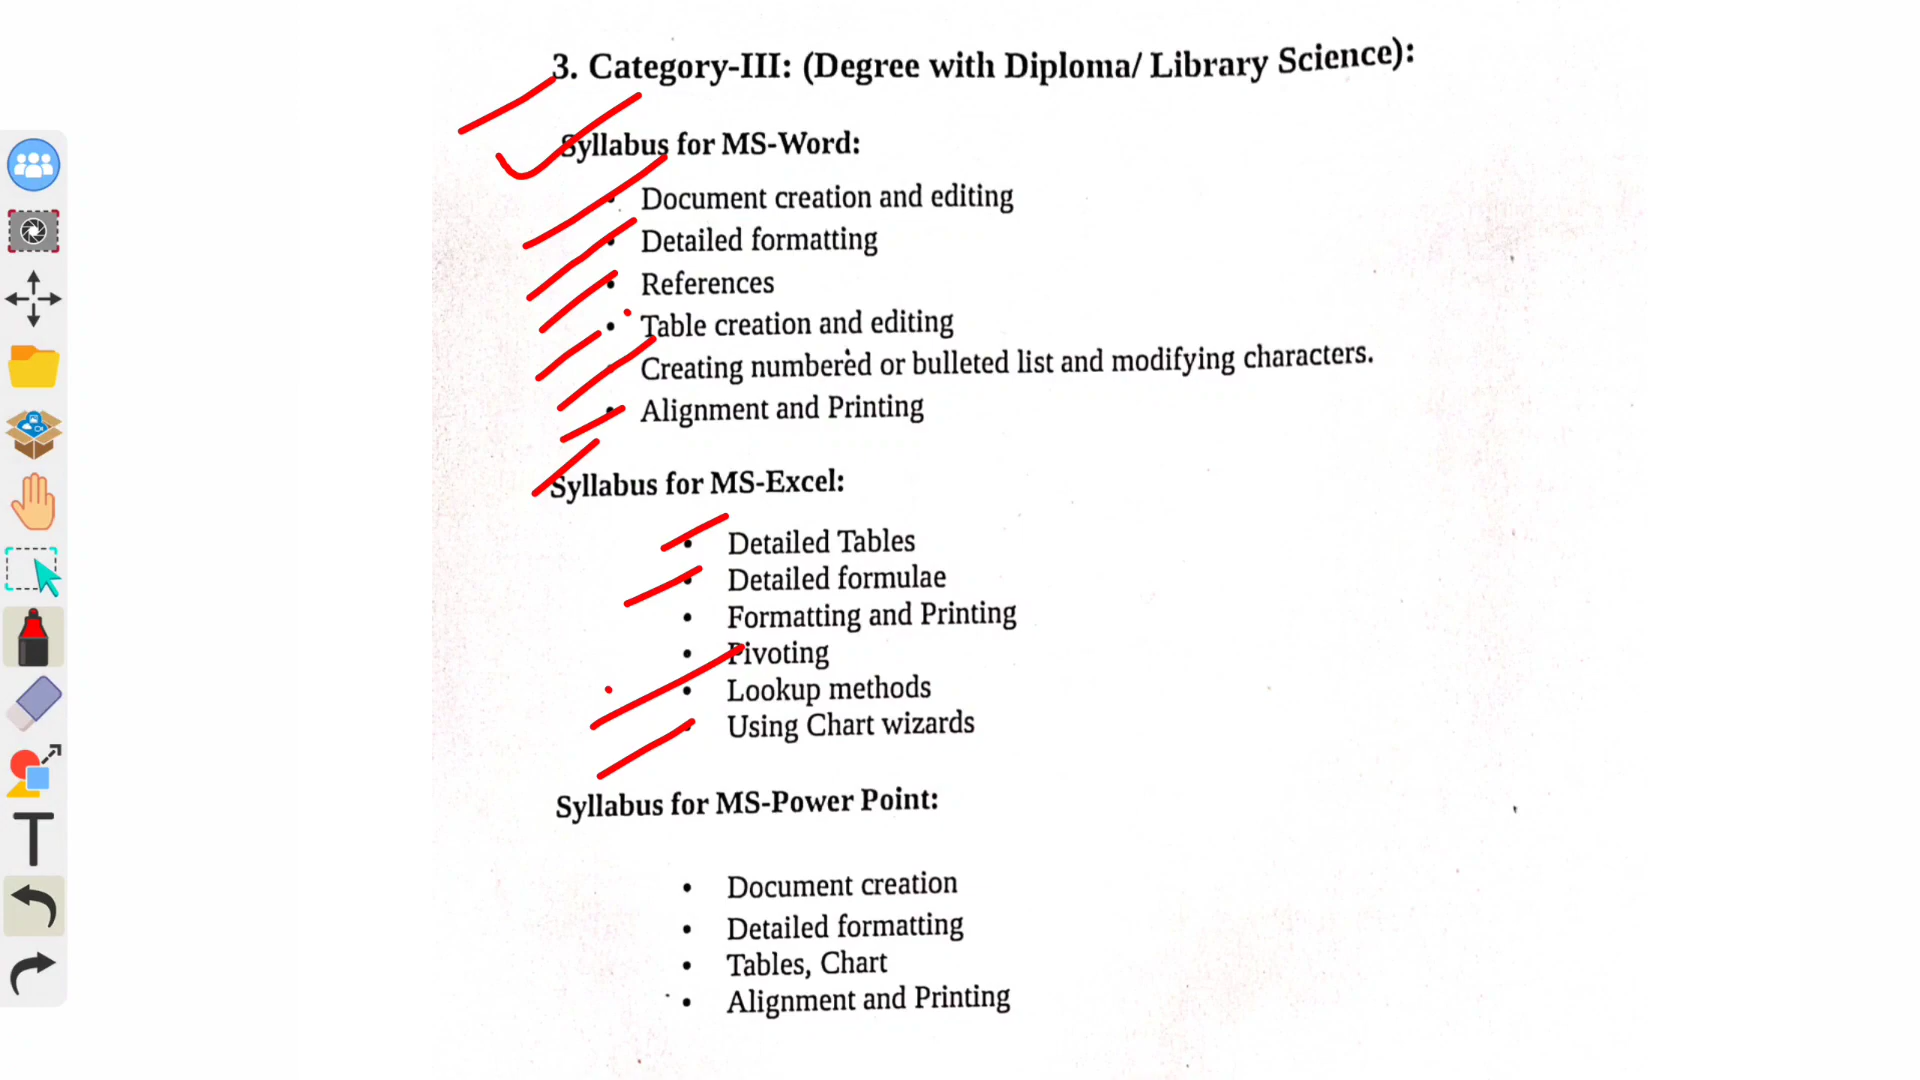 3. Category-III: (Degree with Diploma/ Library Science):
Syllabus for MS-Word:
• Document creation and editing
• Detailed formatting
• References
• Table creation and editing
• Creating numbered or bulleted list and modifying characters.
• Alignment and Printing
Syllabus for MS-Excel:
• Detailed Tables
• Detailed formulae
• Formatting and Printing
• Pivoting
• Lookup methods
• Using Chart wizards
Syllabus for MS-Power Point:
• Document creation
• Detailed formatting
• Tables, Chart
• Alignment and Printing